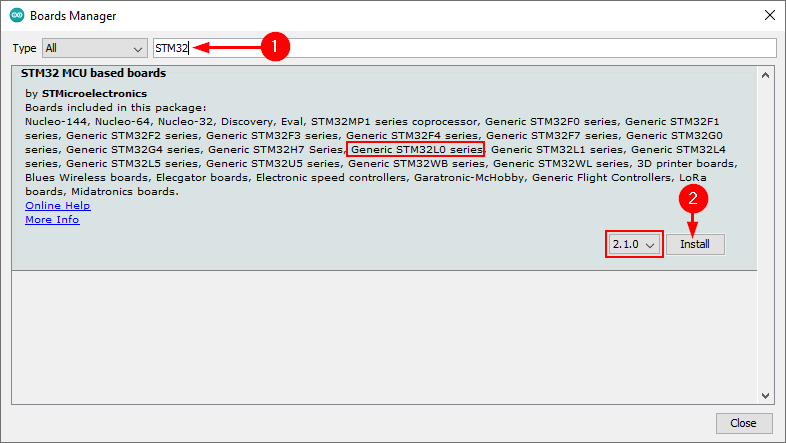 Boards Manager
Type All STM32 1
STM32 MCU based boards
by STMicroelectronics
Boards included in this package:
Nucleo-144, Nucleo-64, Nucleo-32, Discovery, Eval, STM32MP1 series coprocessor, Generic STM32F0 series, Generic STM32F1
series, Generic STM32F2 series, Generic STM32F3 series, Generic STM32F4 series, Generic STM32F7 series, Generic STM32G0
series, Generic STM32G4 series, Generic STM32H7 Series, Generic STM32L0 series, Generic STM32L1 series, Generic STM32L4
series, Generic STM32L5 series, Generic STM32U5 series, Generic STM32WB series, Generic STM32WL series, 3D printer boards,
Blues Wireless boards, Elecgator boards, Electronic speed controllers, Garatronic-McHobby, Generic Flight Controllers, LoRa
boards, Midatronics boards.
Online Help
More Info
2
2.1.0 Install
Close